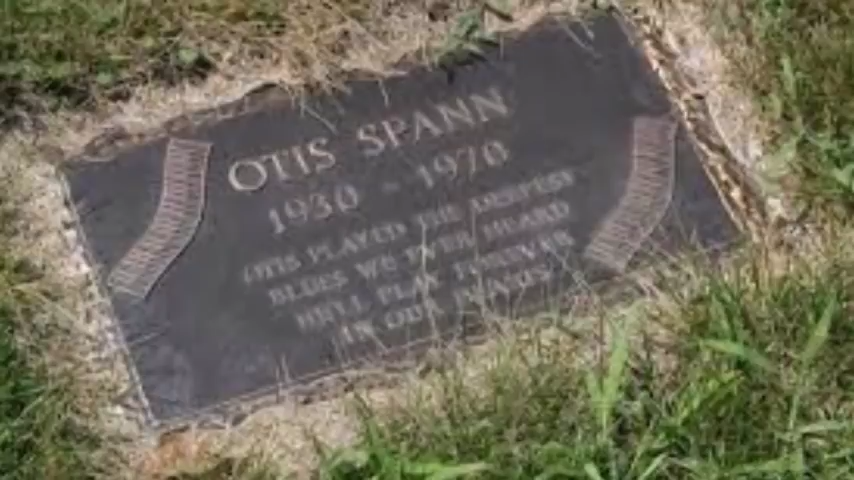 OTIS SPANN
1930 - 1970
OTIS PLAYED THE DEEPEST
BLUES WE EVER HEARD
HE'LL PLAY FOREVER
IN OUR HEARTS